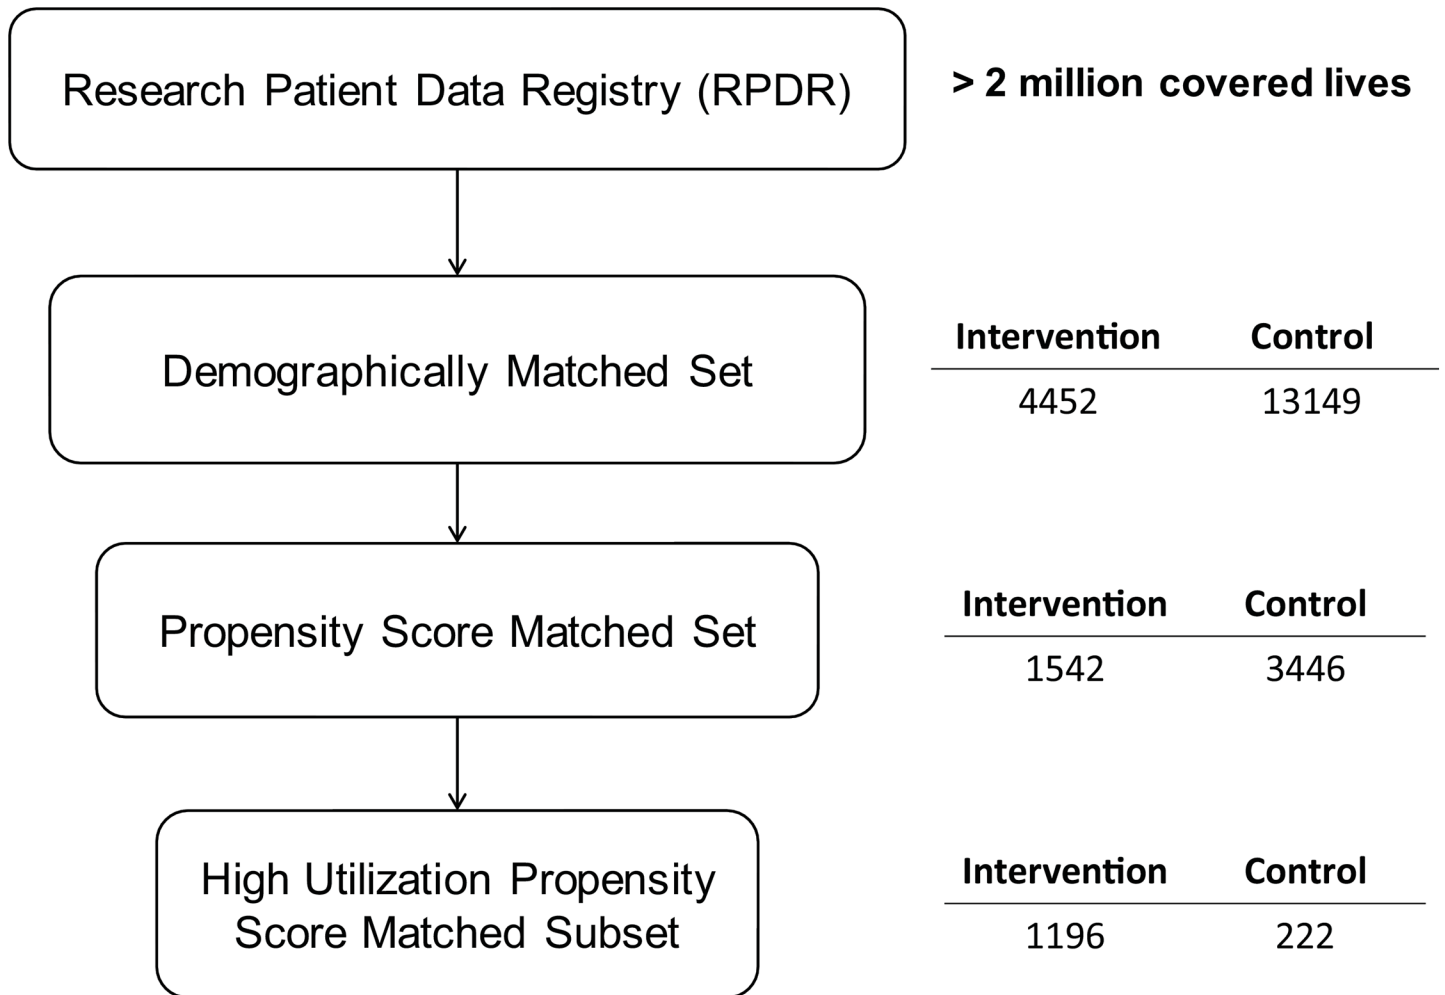 Research Patient Data Registry (RPDR)
> 2 million covered lives
Demographically Matched Set
Intervention Control
4452 13149
Propensity Score Matched Set
Intervention Control
1542 3446
High Utilization Propensity
Score Matched Subset
Intervention Control
1196 222